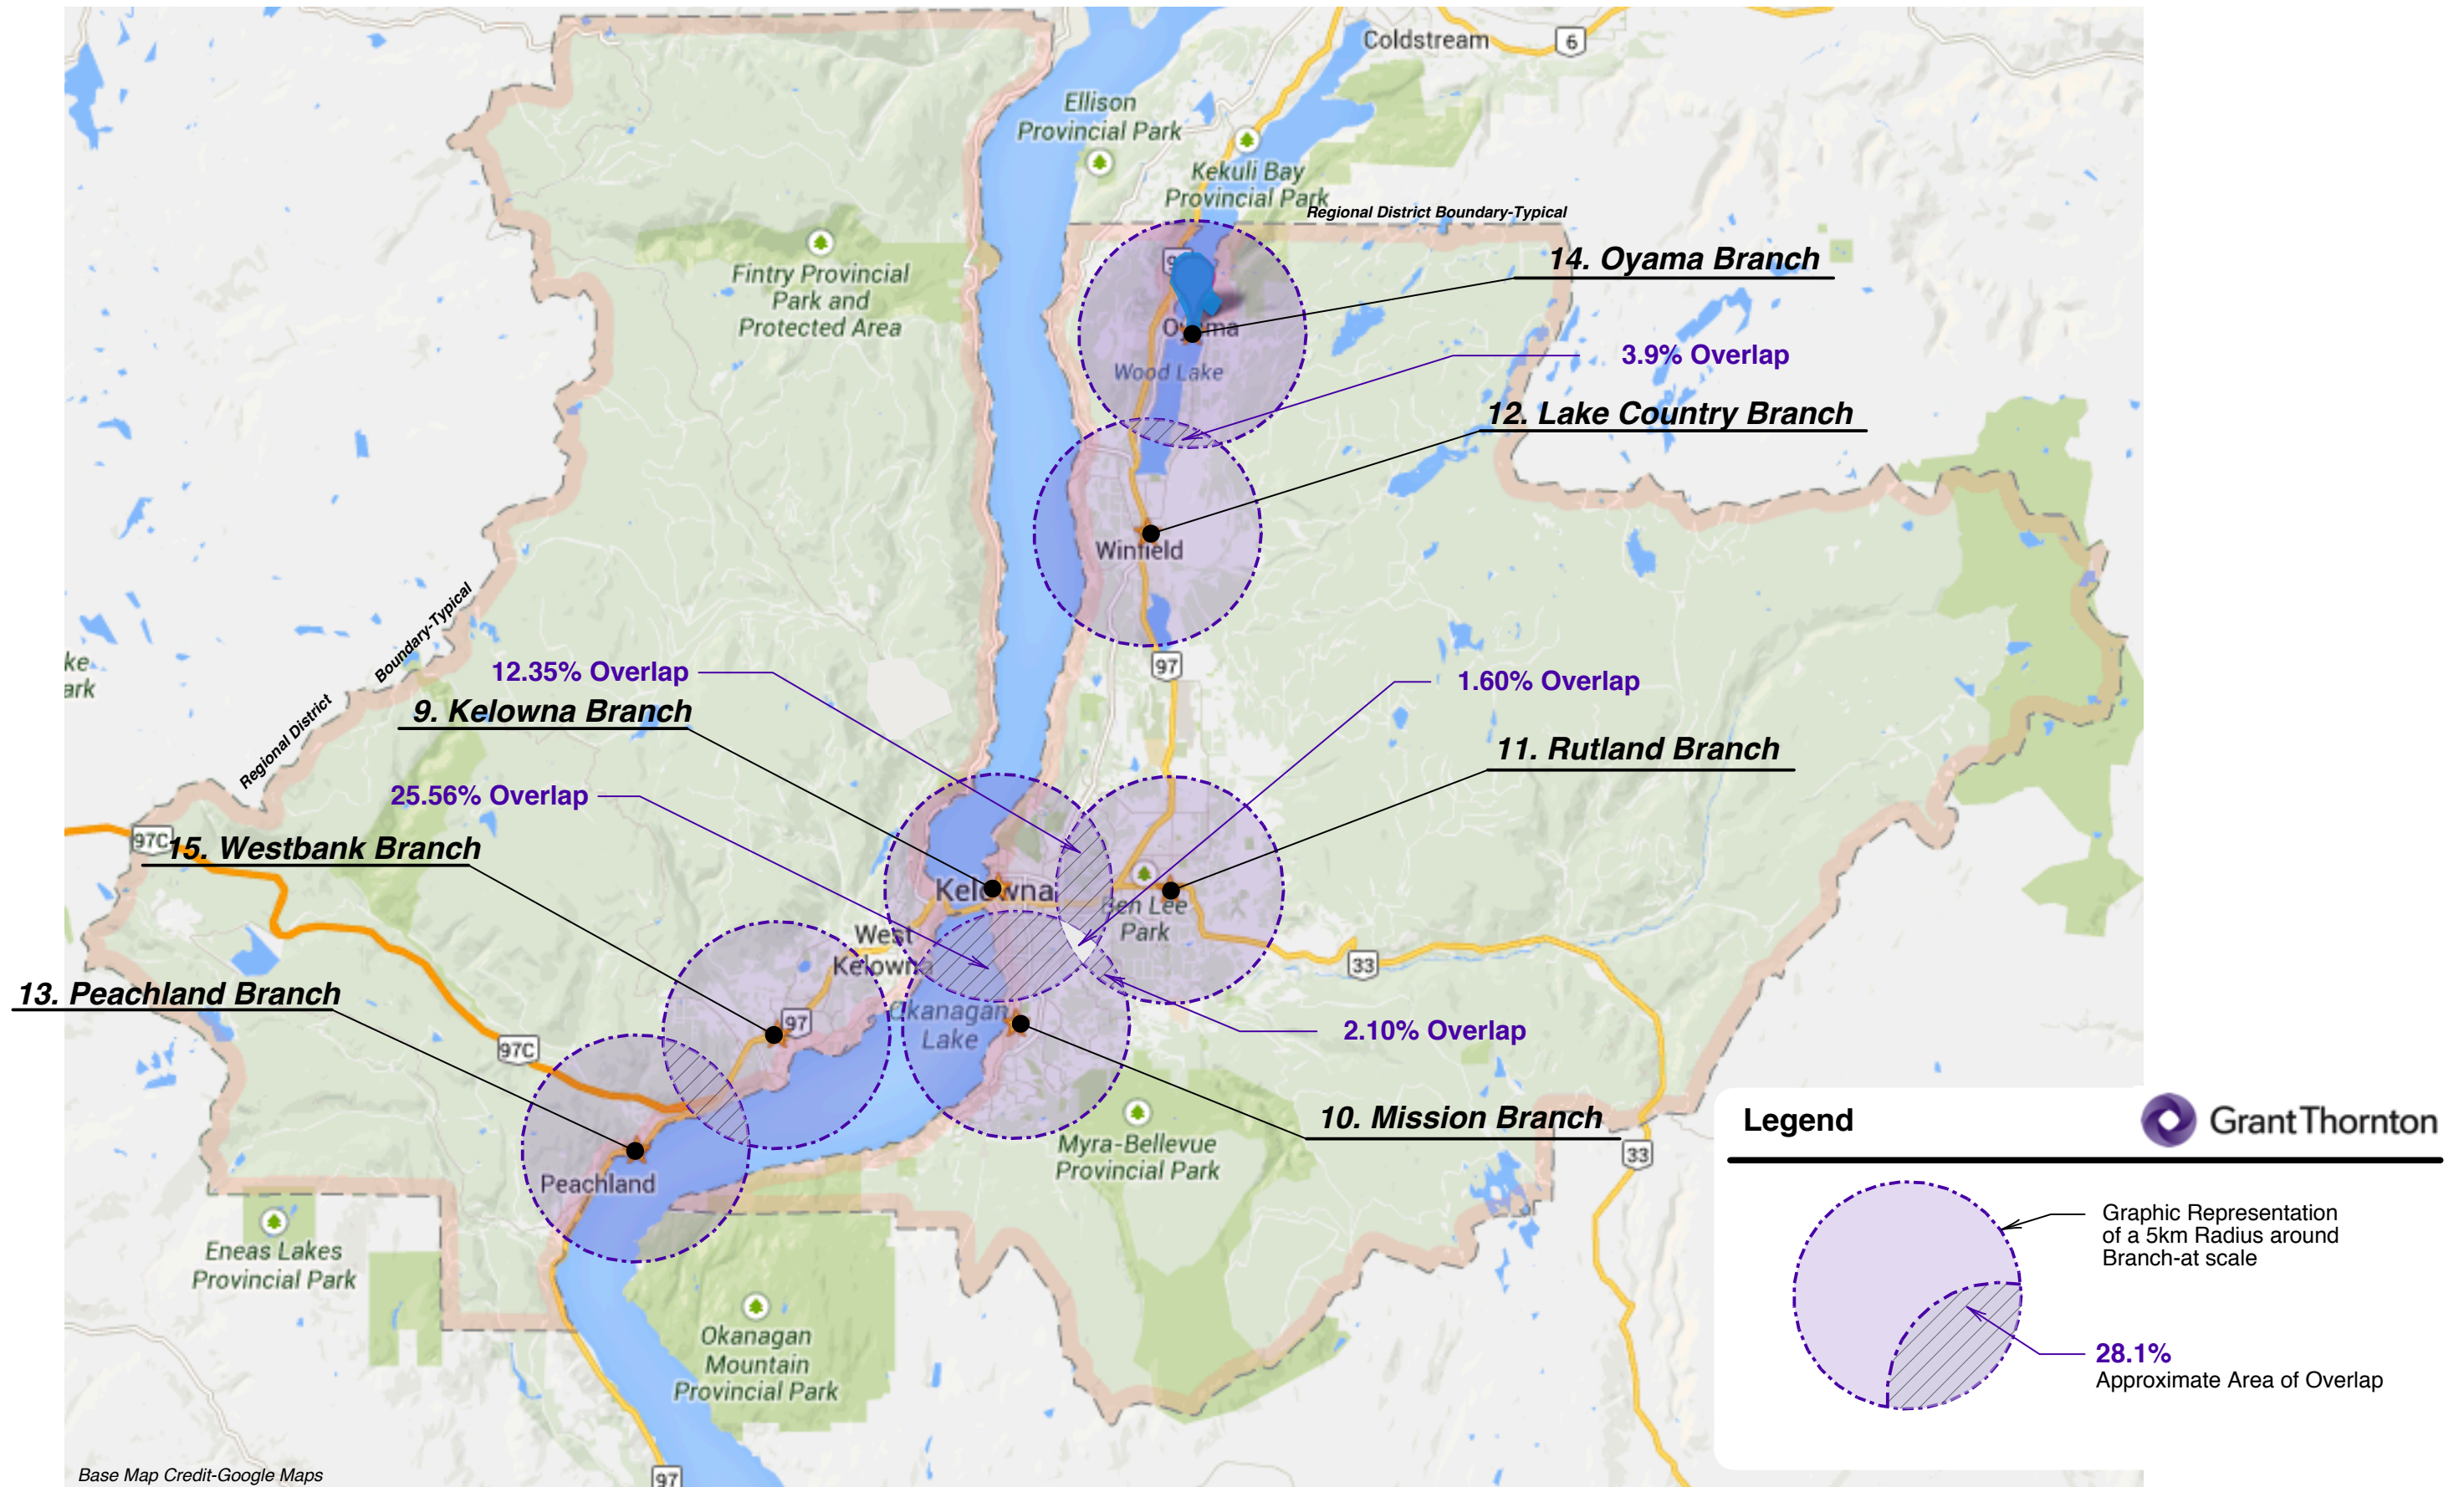 Coldstream
6
Ellison
Provincial Park
Kekuli Bay
Provincial Park
Regional District Boundary-Typical
14. Oyama Branch
Fintry Provincial
Park and
Protected Area
Wood Lake
3.9% Overlap
12. Lake Country Branch
Winfield
Boundary-Typical
Regional District
97
12.35% Overlap
9. Kelowna Branch
1.60% Overlap
11. Rutland Branch
25.56% Overlap
97C
15. Westbank Branch
Kelowna
Ben Lee
Park
West
Kelowna
33
13. Peachland Branch
Okanagan
Lake
97
2.10% Overlap
97C
10. Mission Branch
Myra-Bellevue
Provincial Park
33
Peachland
Eneas Lakes
Provincial Park
Okanagan
Mountain
Provincial Park
97
Base Map Credit-Google Maps
Legend
Grant Thornton
Graphic Representation
of a 5km Radius around
Branch-at scale
28.1%
Approximate Area of Overlap